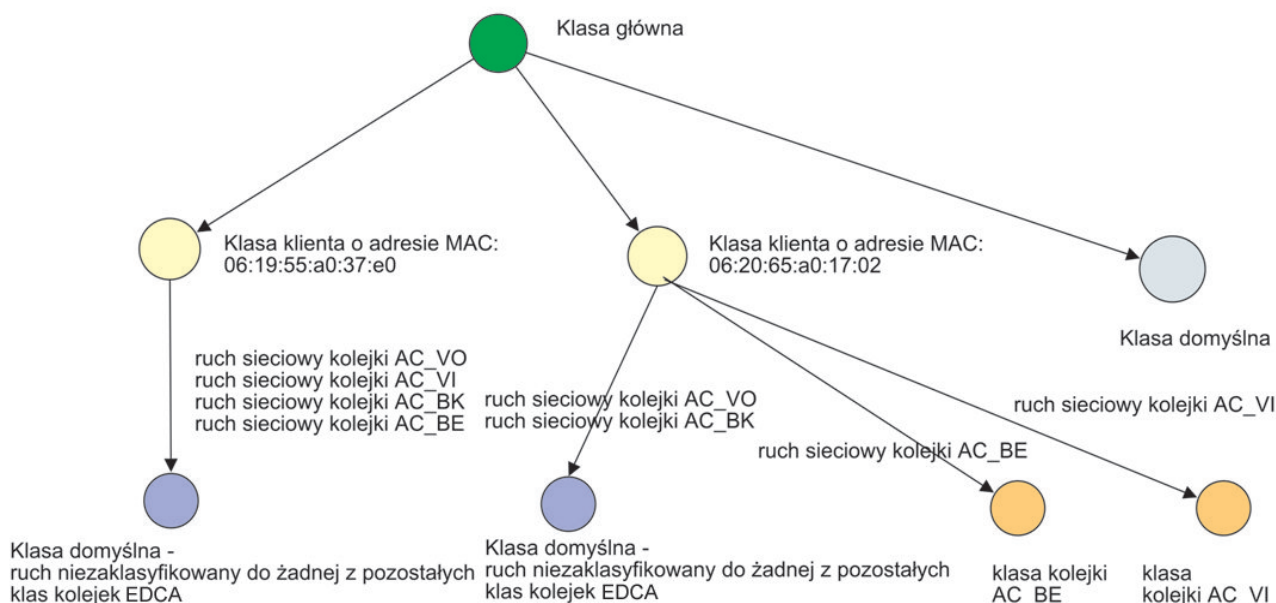 Klasa główna
Klasa klienta o adresie MAC:
06:19:55:a0:37:e0
Klasa klienta o adresie MAC:
06:20:65:a0:17:02
Klasa domyślna
ruch sieciowy kolejki AC_VO
ruch sieciowy kolejki AC_VI
ruch sieciowy kolejki AC_BK
ruch sieciowy kolejki AC_BE
ruch sieciowy kolejki AC_VO
ruch sieciowy kolejki AC_BK
ruch sieciowy kolejki AC_VI
ruch sieciowy kolejki AC_BE
Klasa domyślna -
ruch niezaklasyfikowany do żadnej z pozostałych
klas kolejek EDCA
Klasa domyślna -
ruch niezaklasyfikowany do żadnej z pozostałych
klas kolejek EDCA
klasa kolejki
AC_BE
klasa
kolejki AC_VI